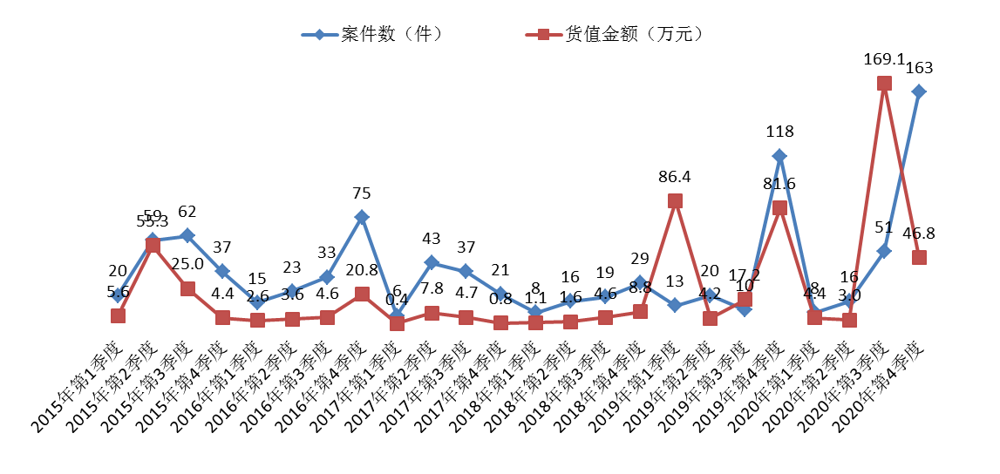 案件数（件）
货值金额（万元）
20
59
62
37
15
23
33
75
6
43
37
21
8
16
19
29
13
20
10
118
8
16
51
163
5.6
55.3
25.0
4.4
2.6
3.6
4.6
20.8
0.4
7.8
4.7
0.8
1.1
1.6
4.6
8.8
86.4
4.2
17.2
81.6
4.4
3.0
169.1
46.8
2015年第1季度
2015年第2季度
2015年第3季度
2015年第4季度
2016年第1季度
2016年第2季度
2016年第3季度
2016年第4季度
2017年第1季度
2017年第2季度
2017年第3季度
2017年第4季度
2018年第1季度
2018年第2季度
2018年第3季度
2018年第4季度
2019年第1季度
2019年第2季度
2019年第3季度
2019年第4季度
2020年第1季度
2020年第2季度
2020年第3季度
2020年第4季度